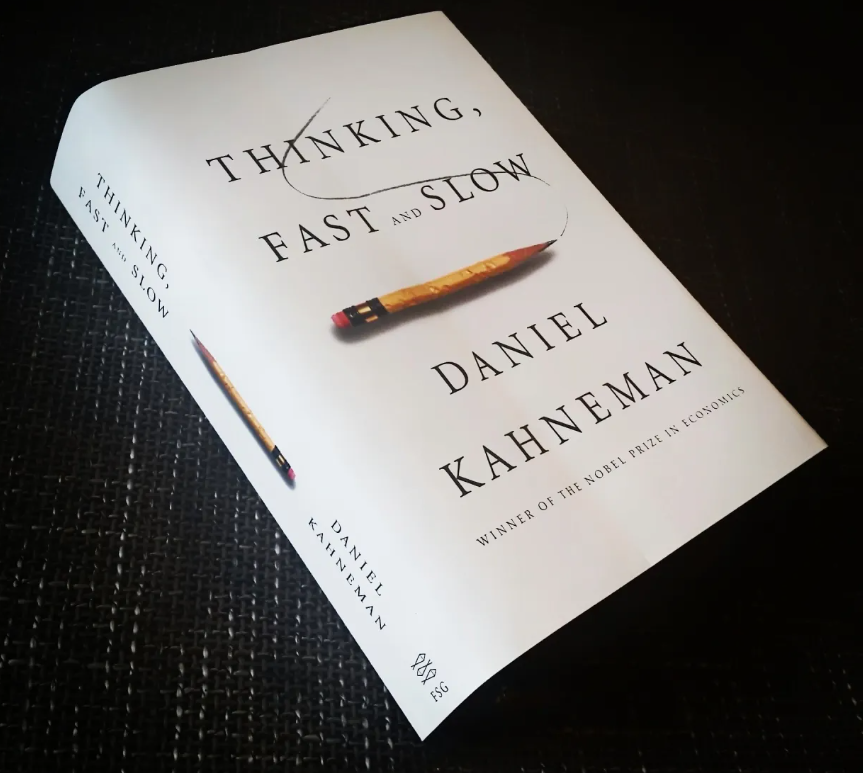 THINKING,
FAST AND SLOW
DANIEL
KAHNEMAN
WINNER OF THE NOBEL PRIZE IN ECONOMICS
THINKING,
FAST AND SLOW
DANIEL
KAHNEMAN
FSG